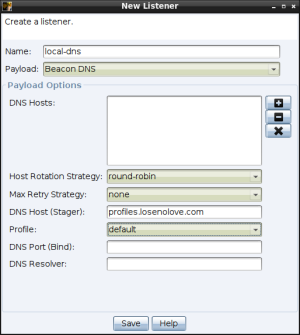 New Listener
Create a listener.
Name: local-dns
Payload: Beacon DNS
Payload Options
DNS Hosts:
Host Rotation Strategy: round-robin
Max Retry Strategy: none
DNS Host (Stager): profiles.losenolove.com
Profile: default
DNS Port (Bind):
DNS Resolver:
Save Help